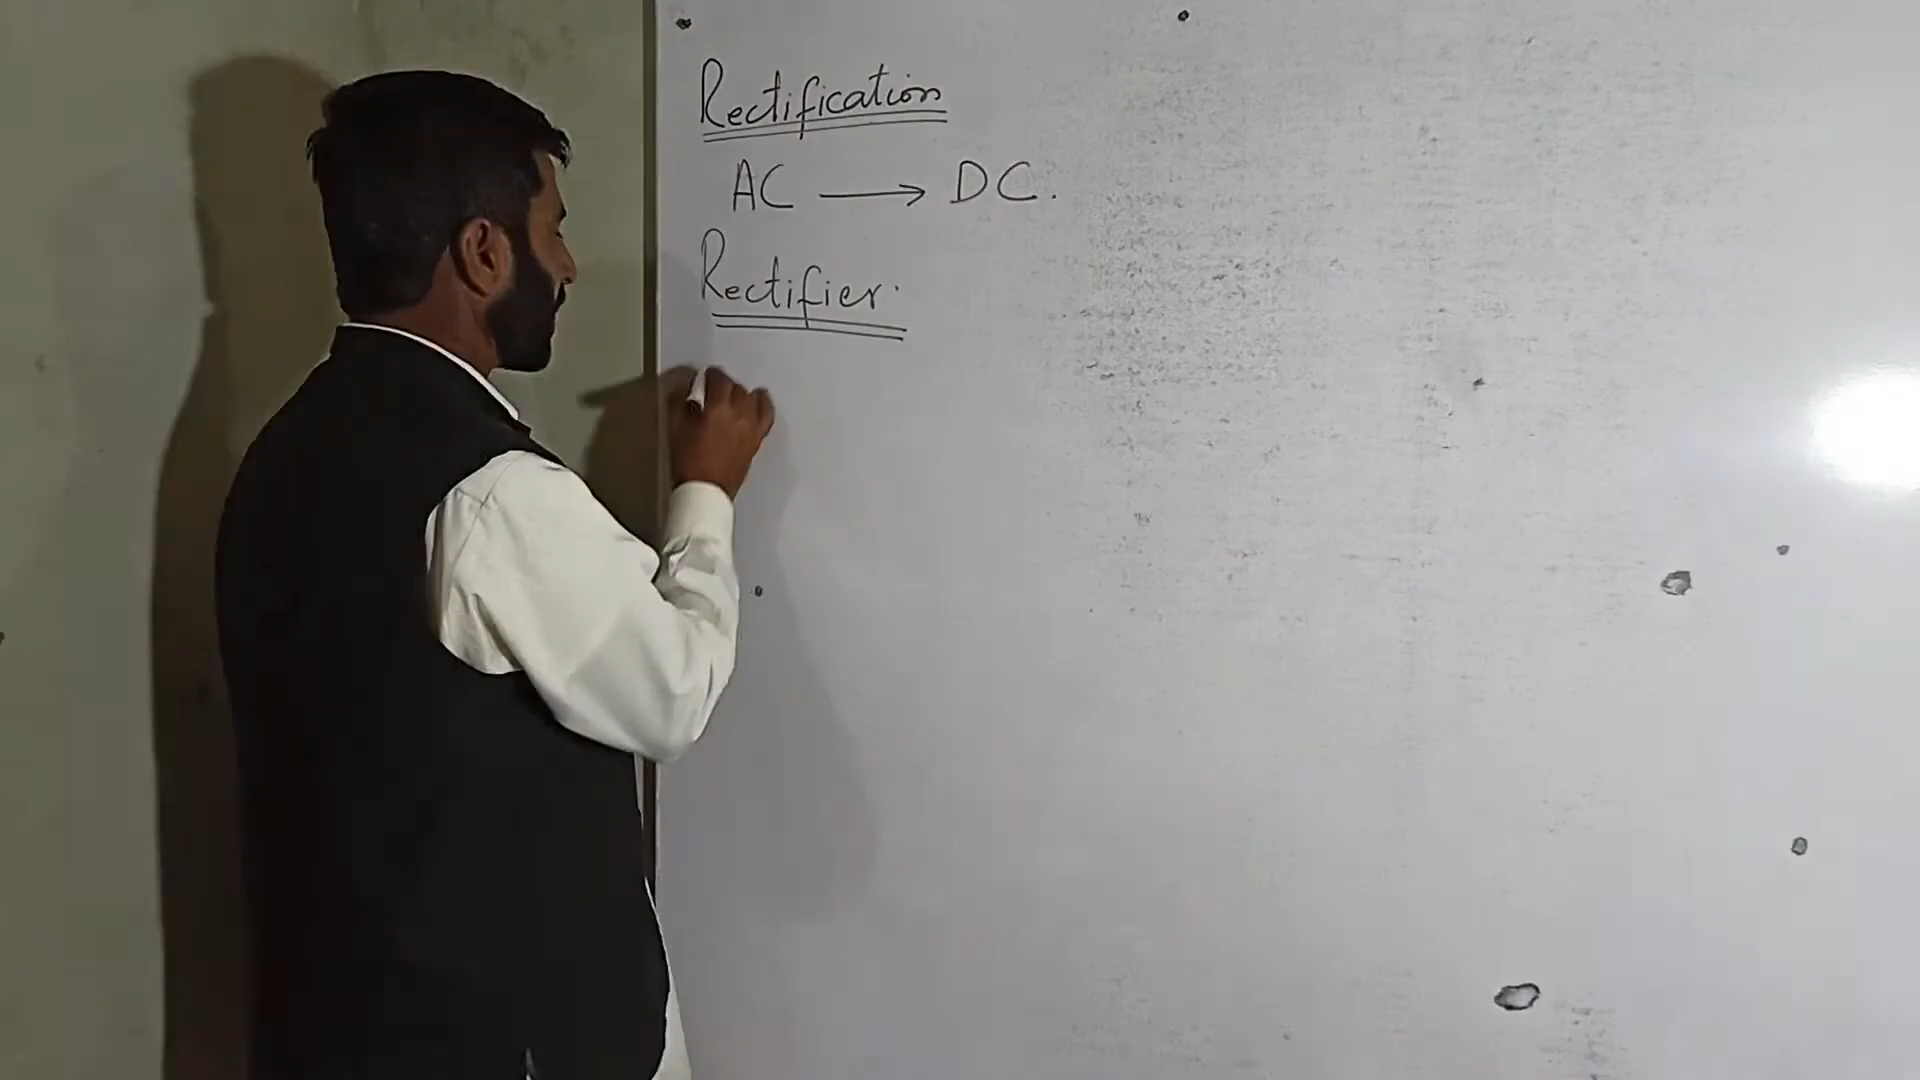 Rectification
AC → DC.
Rectifier.